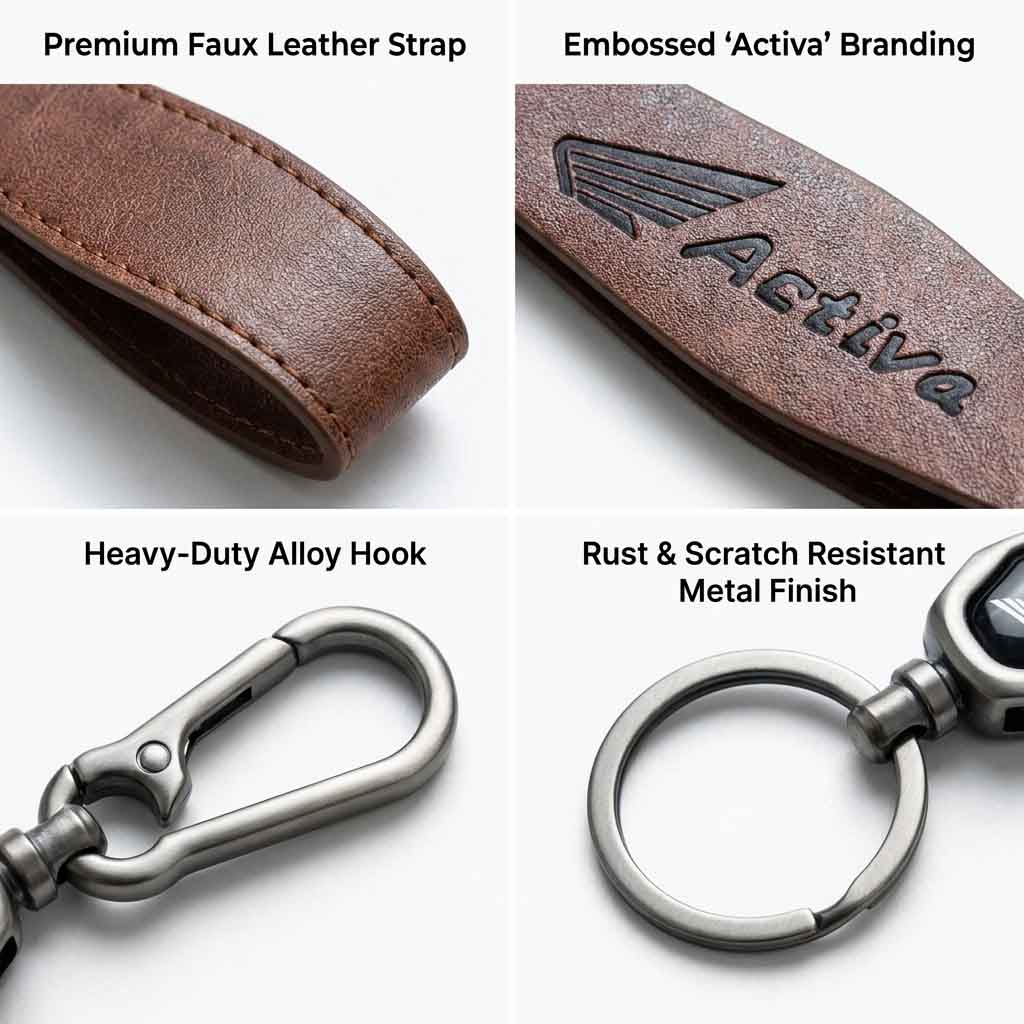 Premium Faux Leather Strap
Embossed ‘Activa’ Branding
Activa
Heavy-Duty Alloy Hook
Rust & Scratch Resistant
Metal Finish